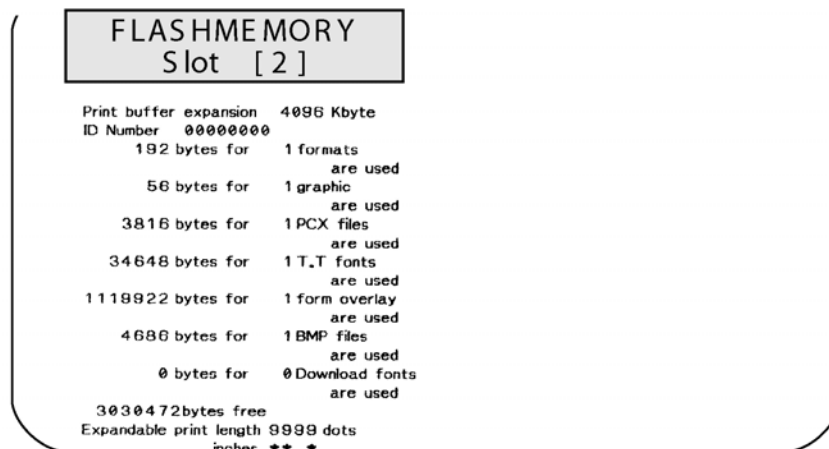 FLASHMEMORY
Slot [2]
Print buffer expansion 4096 Kbyte
ID Number 00000000
192 bytes for 1 formats
are used
56 bytes for 1 graphic
are used
3816 bytes for 1 PCX files
are used
34648 bytes for 1 T.T fonts
are used
1119922 bytes for 1 form overlay
are used
4686 bytes for 1 BMP files
are used
0 bytes for 0 Download fonts
are used
3030472bytes free
Expandable print length 9999 dots
inches **.*